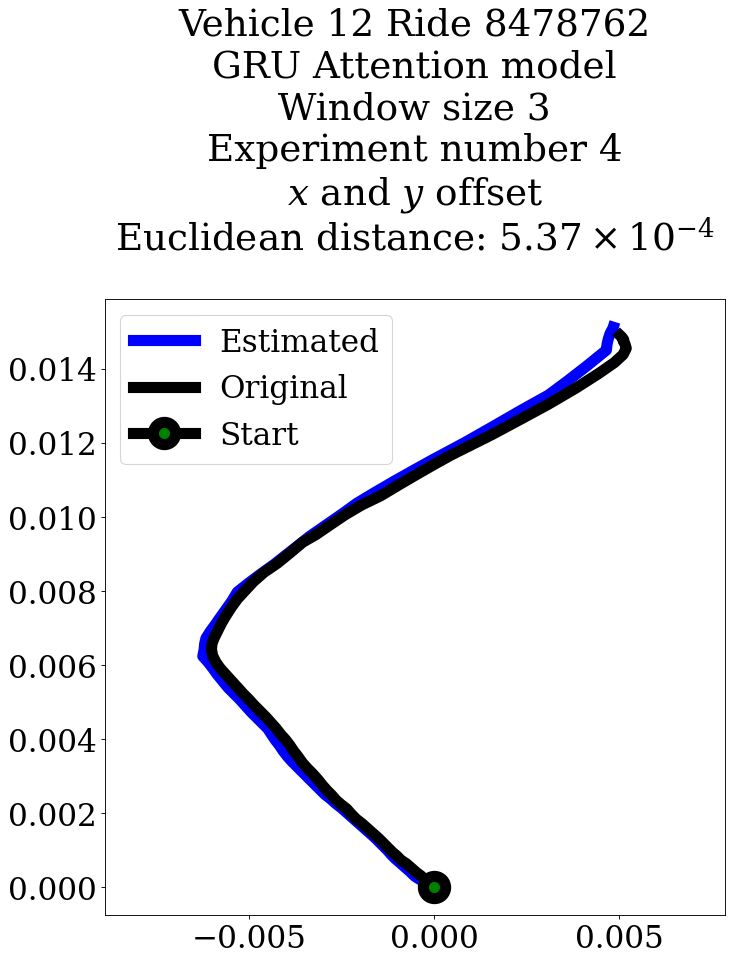 Vehicle 12 Ride 8478762
GRU Attention model
Window size 3
Experiment number 4
x and y offset
Euclidean distance: 5.37 × 10⁻⁴
Estimated
Original
Start
0.014
0.012
0.010
0.008
0.006
0.004
0.002
0.000
−0.005 0.000 0.005